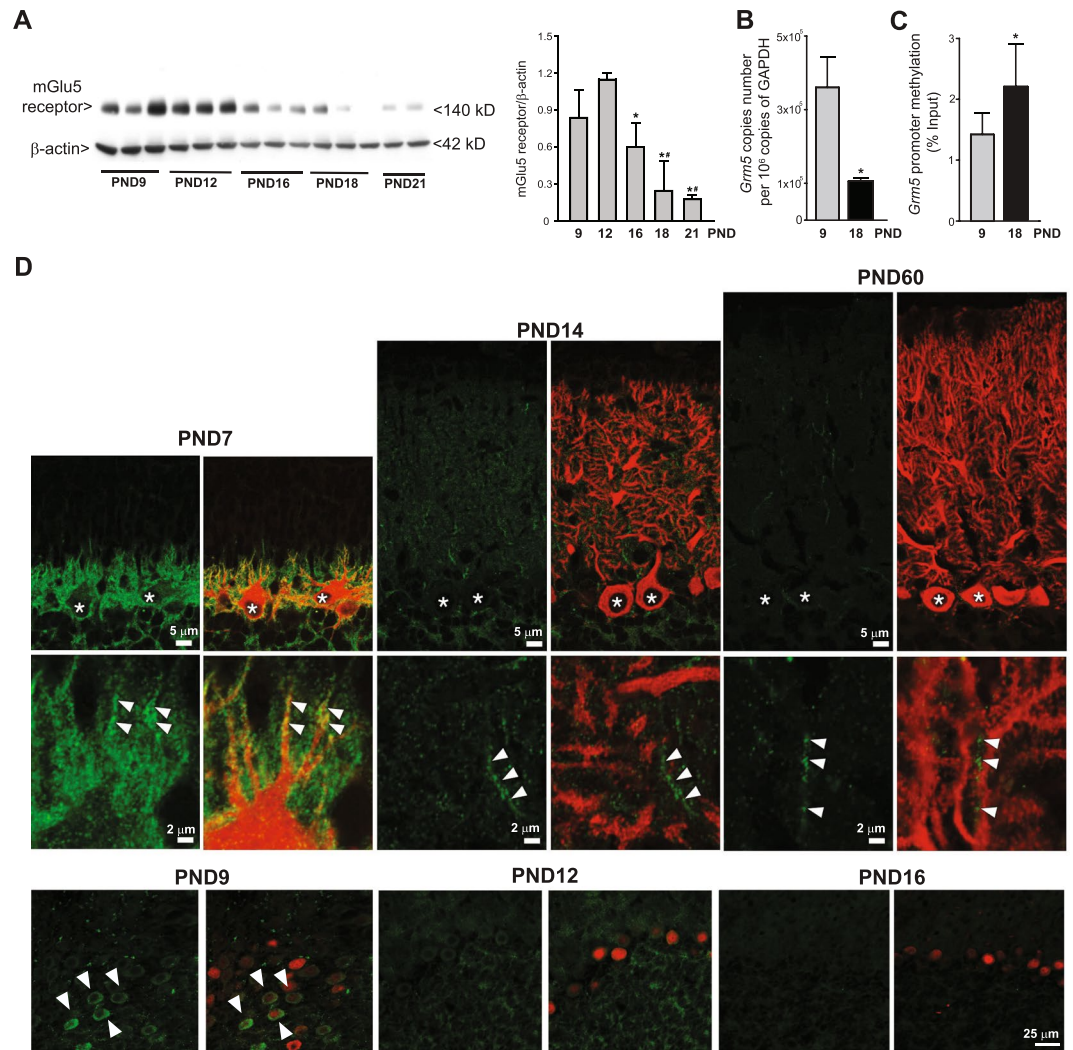 A
mGlu5
receptor>
β-actin>
<140 kD
<42 kD
PND9
PND12
PND16
PND18
PND21
mGlu5 receptor/β-actin
1.5
1.2
0.9
0.6
0.3
0
*
*#
*#
9
12
16
18
21
PND
B
Grm5 copies number
per 10⁶ copies of GAPDH
3x10⁵
1x10⁵
0
*
9
18
PND
C
Grm5 promoter methylation
(% Input)
3
2
1
0
*
9
18
PND
D
PND7
PND14
PND60
*
*
5 μm
*
*
*
*
5 μm
*
*
*
*
5 μm
*
*
2 μm
2 μm
2 μm
PND9
PND12
PND16
25 μm